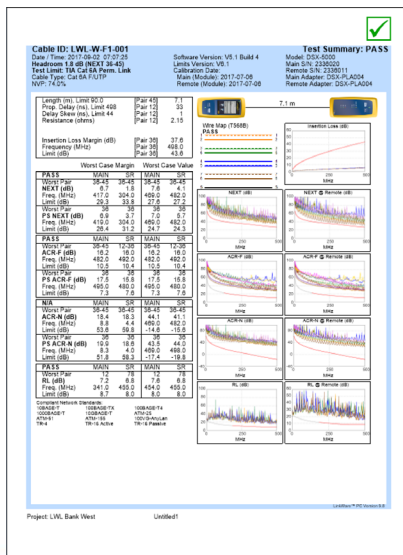 Cable ID: LWL-W-F1-001
Test Summary: PASS
Date / Time: 2017-09-02 07:07:25
Headroom 1.8 dB (NEXT 36-45)
Test Limit: TIA Cat 6A Perm. Link
Cable Type: Cat 6A F/UTP
NVP: 74.0%
Software Version: V5.1 Build 4
Limits Version: V6.1
Calibration Date:
Main (Module): 2017-07-06
Remote (Module): 2017-07-06
Model: DSX-5000
Main S/N: 2335020
Remote S/N: 2336011
Main Adapter: DSX-PLA004
Remote Adapter: DSX-PLA004
Length (m), Limit 90.0 [Pair 45] 7.1
Prop. Delay (ns), Limit 498 [Pair 12] 33
Delay Skew (ns), Limit 44 [Pair 12] 1
Resistance (ohms) [Pair 12] 2.15
Insertion Loss Margin (dB) [Pair 36] 37.6
Frequency (MHz) [Pair 36] 498.0
Limit (dB) [Pair 36] 43.6
7.1 m
Wire Map (T568B)
PASS
Insertion Loss (dB)
Worst Case Margin Worst Case Value
PASS MAIN SR MAIN SR
Worst Pair 36-45 36-45 36-45 36-45
NEXT (dB) 6.7 1.8 7.6 4.1
Freq. (MHz) 417.0 304.0 469.0 482.0
Limit (dB) 29.3 33.8 27.6 27.2
Worst Pair 36 36 36 36
PS NEXT (dB) 6.9 3.7 7.0 5.7
Freq. (MHz) 419.0 304.0 469.0 482.0
Limit (dB) 26.4 31.2 24.7 24.3
PASS MAIN SR MAIN SR
Worst Pair 36-45 12-36 36-45 12-36
ACR-F (dB) 16.2 16.0 16.2 16.0
Freq. (MHz) 482.0 492.0 482.0 492.0
Limit (dB) 10.5 10.4 10.5 10.4
Worst Pair 36 36 36 36
PS ACR-F (dB) 17.5 15.8 17.5 15.8
Freq. (MHz) 495.0 480.0 495.0 480.0
Limit (dB) 7.3 7.6 7.3 7.6
N/A MAIN SR MAIN SR
Worst Pair 36-45 36-45 36-45 36-45
ACR-N (dB) 18.4 18.3 44.1 41.1
Freq. (MHz) 8.8 4.4 469.0 482.0
Limit (dB) 53.6 59.8 -14.6 -15.6
Worst Pair 36 36 36 36
PS ACR-N (dB) 19.9 18.6 43.5 44.0
Freq. (MHz) 8.3 4.0 469.0 498.0
Limit (dB) 51.8 58.3 -17.4 -19.8
PASS MAIN SR MAIN SR
Worst Pair 12 78 12 78
RL (dB) 7.2 6.8 7.6 6.8
Freq. (MHz) 341.0 455.0 454.0 455.0
Limit (dB) 8.7 8.0 8.0 8.0
NEXT (dB)
NEXT @ Remote (dB)
ACR-F (dB)
ACR-F @ Remote (dB)
ACR-N (dB)
ACR-N @ Remote (dB)
RL (dB)
RL @ Remote (dB)
Compliant Network Standards:
10BASE-T 100BASE-TX 100BASE-T4
1000BASE-T 10GBASE-T ATM-25
ATM-51 ATM-155 100VG-AnyLan
TR-4 TR-16 Active TR-16 Passive
Project: LWL Bank West
Untitled1